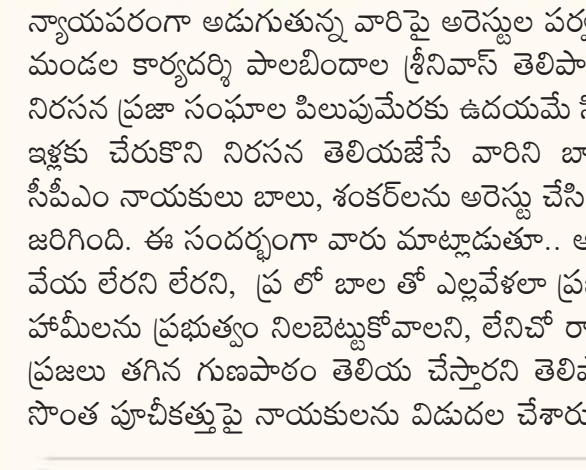 న్యాయపరంగా అడుగుతున్న వారిపై అరెస్టుల
మండల కార్యదర్శి పాలబిందాల శ్రీనివాస్
నిరసన ప్రజా సంఘాల పిలుపుమేరకు ఉదయమే
ఇళ్లకు చేరుకొని నిరసన తెలియజేసే వారిని
సీపీఎం నాయకులు బాలు, శంకర్‌లను అరెస్టు చేసి
జరిగింది. ఈ సందర్భంగా వారు మాట్లాడుతూ..
వేయ లేరని లేరని, ప్ర లో బాల తో ఎల్లవేళలా
హామీలను ప్రభుత్వం నిలబెట్టుకోవాలని, లేనిచో
ప్రజలు తగిన గుణపాఠం తెలియ చేస్తారని
సొంత పూచీకత్తుపై నాయకులను విడుదల చేశారు